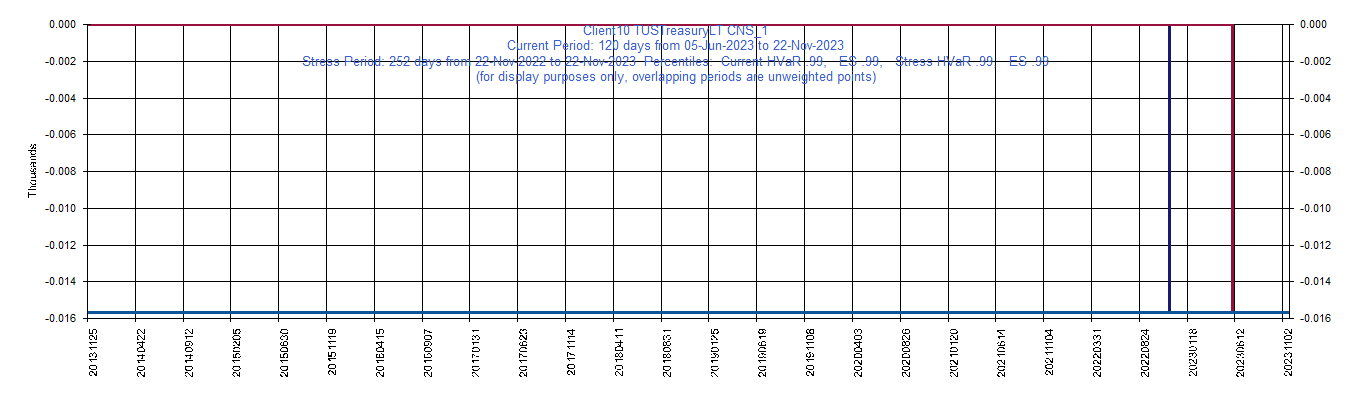 Client10 TUSTreasuryLT CNS_1
Current Period: 120 days from 05-Jun-2023 to 22-Nov-2023
Stress Period: 252 days from 22-Nov-2022 to 22-Nov-2023 Percentiles: Current HVaR .99, ES .99, Stress HVaR .99, ES .99
(for display purposes only, overlapping periods are unweighted points)
0.000 0.000
-0.002 -0.002
-0.004 -0.004
-0.006 -0.006
-0.008 -0.008
-0.010 -0.010
-0.012 -0.012
-0.014 -0.014
-0.016 -0.016
Thousands
20131125 20140422 20140912 20150205 20150630 20151119 20160415 20160907 20170131 20170623 20171114 20180411 20180831 20190125 20190619 20191108 20200403 20200826 20210120 20210614 20211104 20220331 20220824 20230118 20230612 20231102